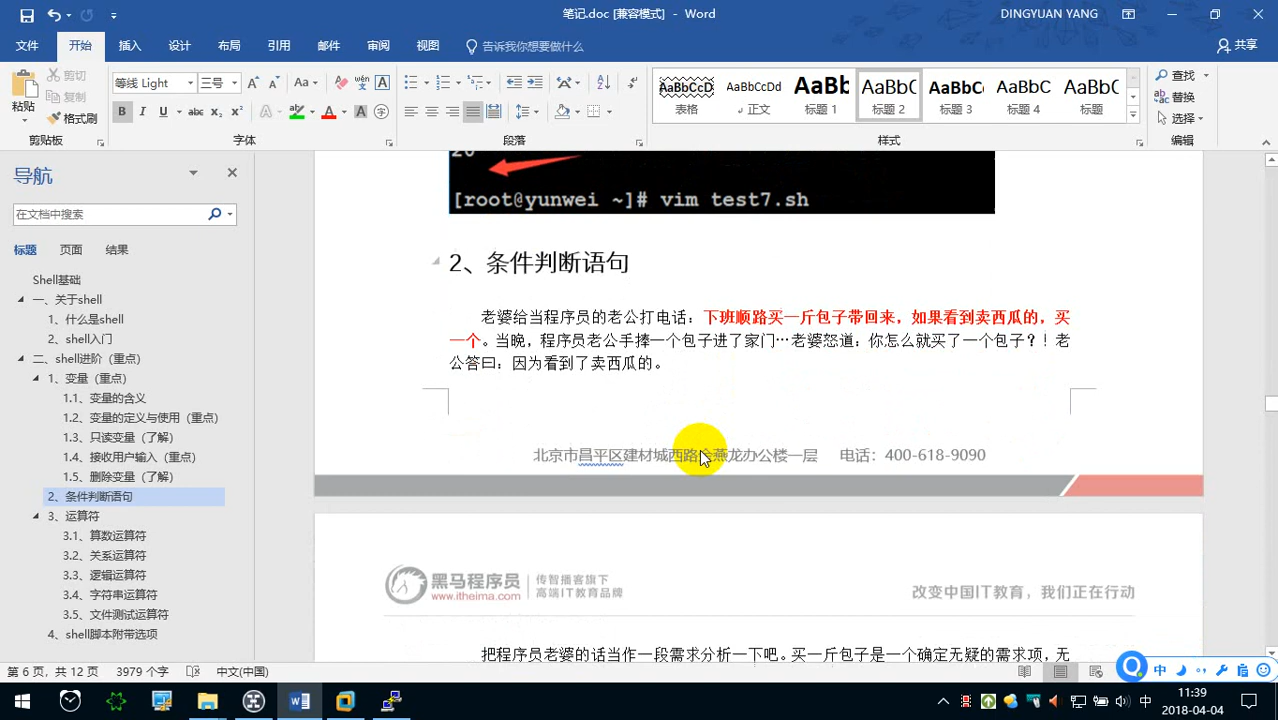 笔记.doc [兼容模式] - Word
DINGYUAN YANG
文件 开始 插入 设计 布局 引用 邮件 审阅 视图 告诉我你想要做什么 共享
粘贴 剪切 复制 格式刷
等线 Light 三号
AaBbCcD AaBbCcDd AaBb AaBbC AaBbC AaBbC AaBbC
表格 正文 标题 1 标题 2 标题 3 标题 4 标题
查找 替换 选择
剪贴板 字体 段落 样式 编辑
导航
在文档中搜索
标题 页面 结果
Shell基础
一、关于shell
1、什么是shell
2、shell入门
二、shell进阶（重点）
1、变量（重点）
1.1、变量的含义
1.2、变量的定义与使用（重点）
1.3、只读变量（了解）
1.4、接收用户输入（重点）
1.5、删除变量（了解）
2、条件判断语句
3、运算符
3.1、算数运算符
3.2、关系运算符
3.3、逻辑运算符
3.4、字符串运算符
3.5、文件测试运算符
4、shell脚本附带选项
20
[root@yunwei ~]# vim test7.sh
2、条件判断语句
老婆给当程序员的老公打电话：下班顺路买一斤包子带回来，如果看到卖西瓜的，买
一个。当晚，程序员老公手捧一个包子进了家门…老婆怒道：你怎么就买了一个包子？！老
公答曰：因为看到了卖西瓜的。
北京市昌平区建材城西路金燕龙办公楼一层 电话：400-618-9090
黑马程序员 www.itheima.com
传智播客旗下
高端IT教育品牌
改变中国IT教育，我们正在行动
把程序员老婆的话当作一段需求分析一下吧。买一斤包子是一个确定无疑的需求项，无
第 6 页，共 12 页 3979 个字 中文(中国)
中
中
11:39
2018-04-04